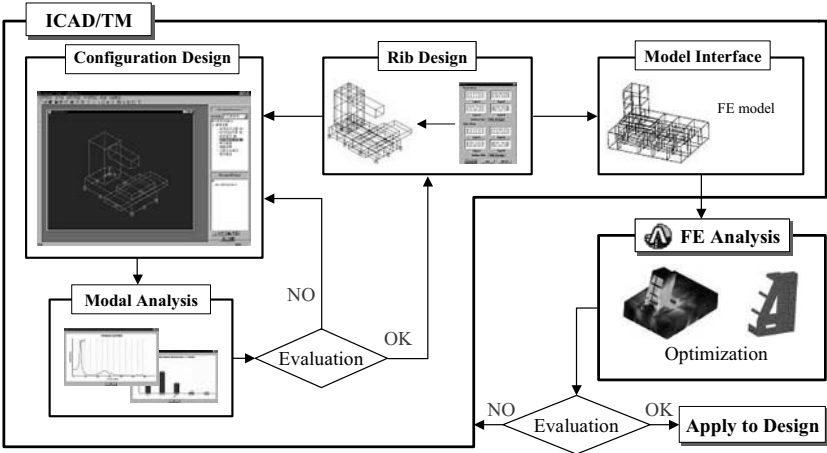 ICAD/TM
Configuration Design
Rib Design
Model Interface
FE model
FE Analysis
Optimization
Modal Analysis
NO
Evaluation
OK
NO
Evaluation
OK
Apply to Design